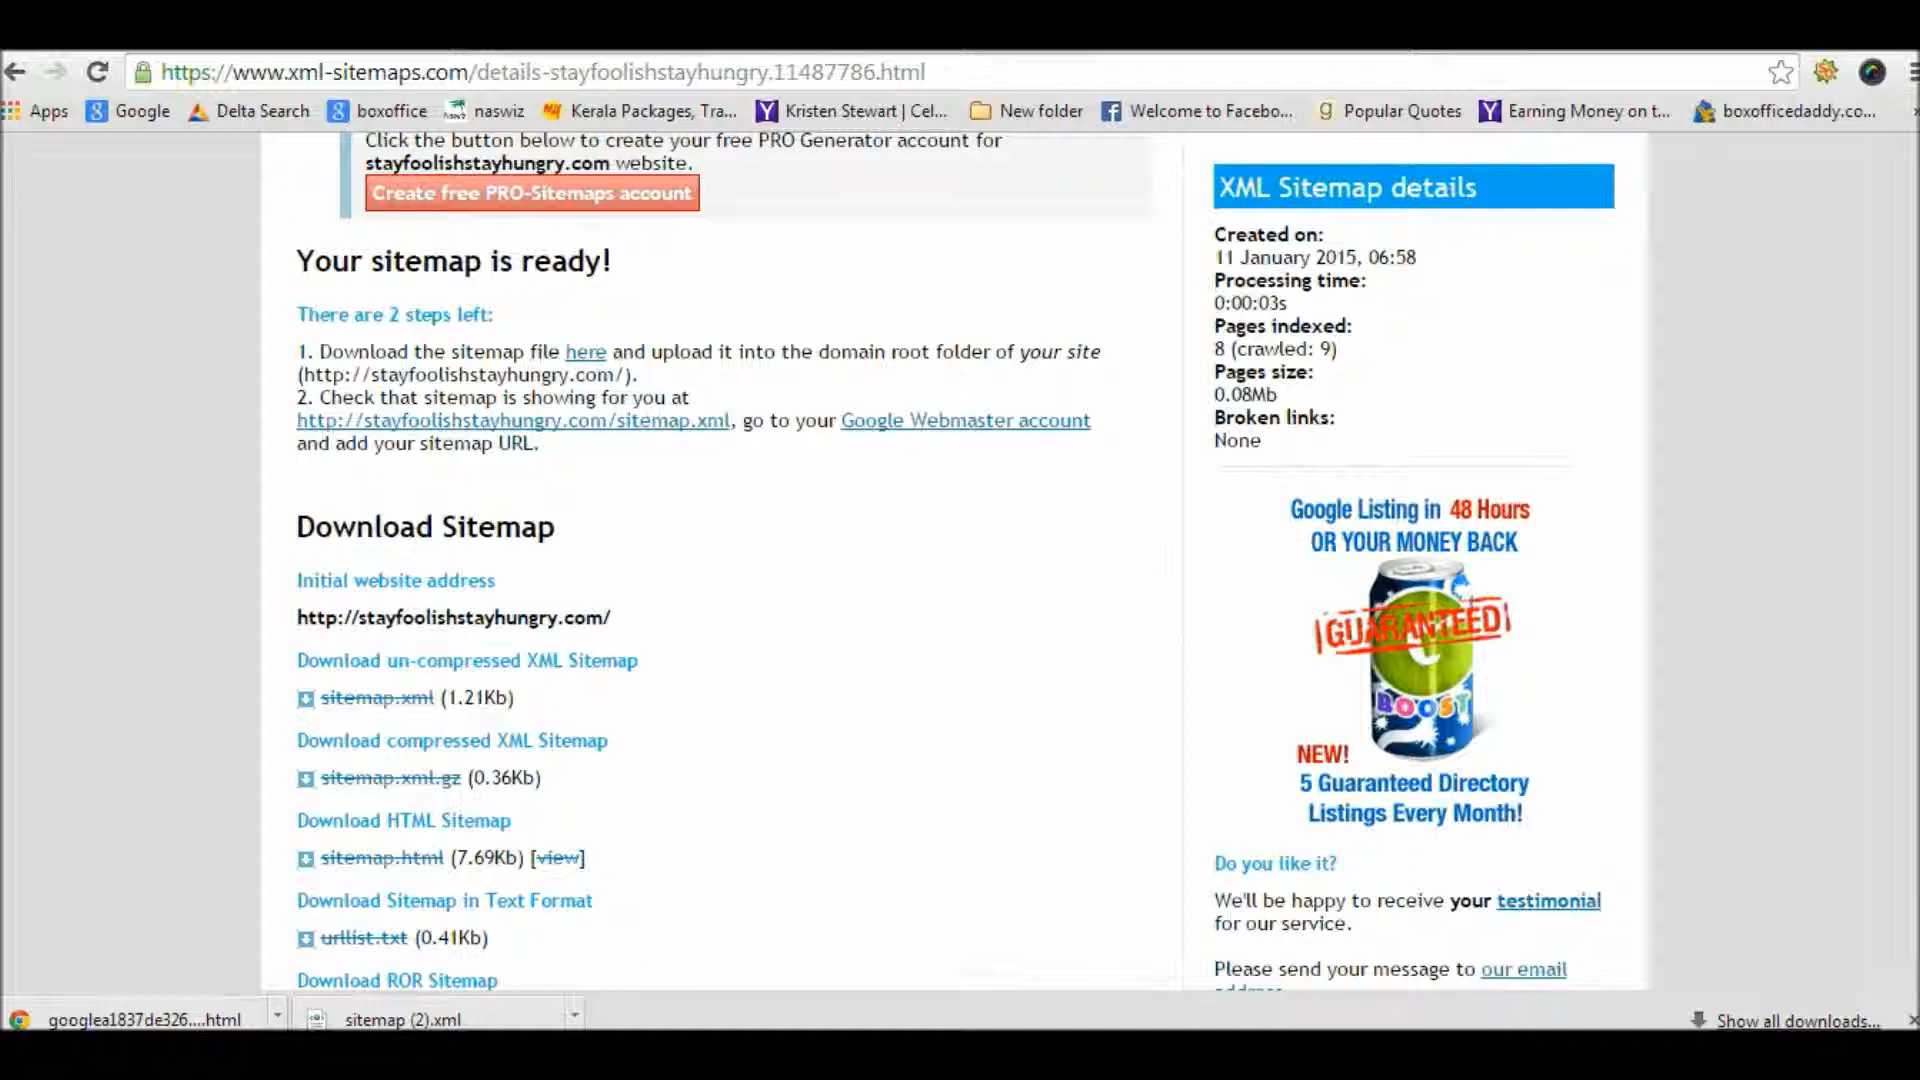 https://www.xml-sitemaps.com/details-stayfoolishstayhungry.11487786.html
Apps Google Delta Search boxoffice naswiz Kerala Packages, Tra... Kristen Stewart | Cel... New folder Welcome to Facebo... Popular Quotes Earning Money on t... boxofficedaddy.co...
Click the button below to create your free PRO Generator account for
stayfoolishstayhungry.com website.
Create free PRO-Sitemaps account
Your sitemap is ready!
There are 2 steps left:
1. Download the sitemap file here and upload it into the domain root folder of your site
(http://stayfoolishstayhungry.com/).
2. Check that sitemap is showing for you at
http://stayfoolishstayhungry.com/sitemap.xml, go to your Google Webmaster account
and add your sitemap URL.
Download Sitemap
Initial website address
http://stayfoolishstayhungry.com/
Download un-compressed XML Sitemap
sitemap.xml (1.21Kb)
Download compressed XML Sitemap
sitemap.xml.gz (0.36Kb)
Download HTML Sitemap
sitemap.html (7.69Kb) [view]
Download Sitemap in Text Format
urllist.txt (0.41Kb)
Download ROR Sitemap
XML Sitemap details
Created on:
11 January 2015, 06:58
Processing time:
0:00:03s
Pages indexed:
8 (crawled: 9)
Pages size:
0.08Mb
Broken links:
None
Google Listing in 48 Hours
OR YOUR MONEY BACK
GUARANTEED
BOOST
NEW!
5 Guaranteed Directory
Listings Every Month!
Do you like it?
We'll be happy to receive your testimonial
for our service.
Please send your message to our email
googlea1837de326....html
sitemap (2).xml
Show all downloads...